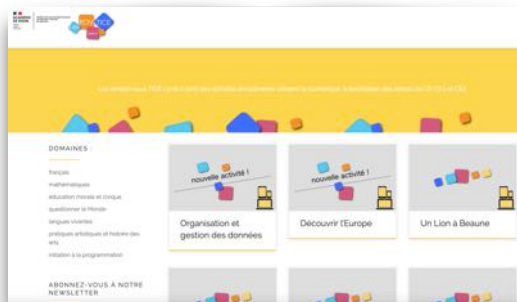 DOMAINES :
français
mathématiques
éducation morale et civique
questionner le Monde
langues vivantes
pratiques artistiques et histoire des
arts
initiation à la programmation
ABONNEZ-VOUS À NOTRE
NEWSLETTER
nouvelle activité !
Organisation et
gestion des données
nouvelle activité !
Découvrir l'Europe
Un Lion à Beaune